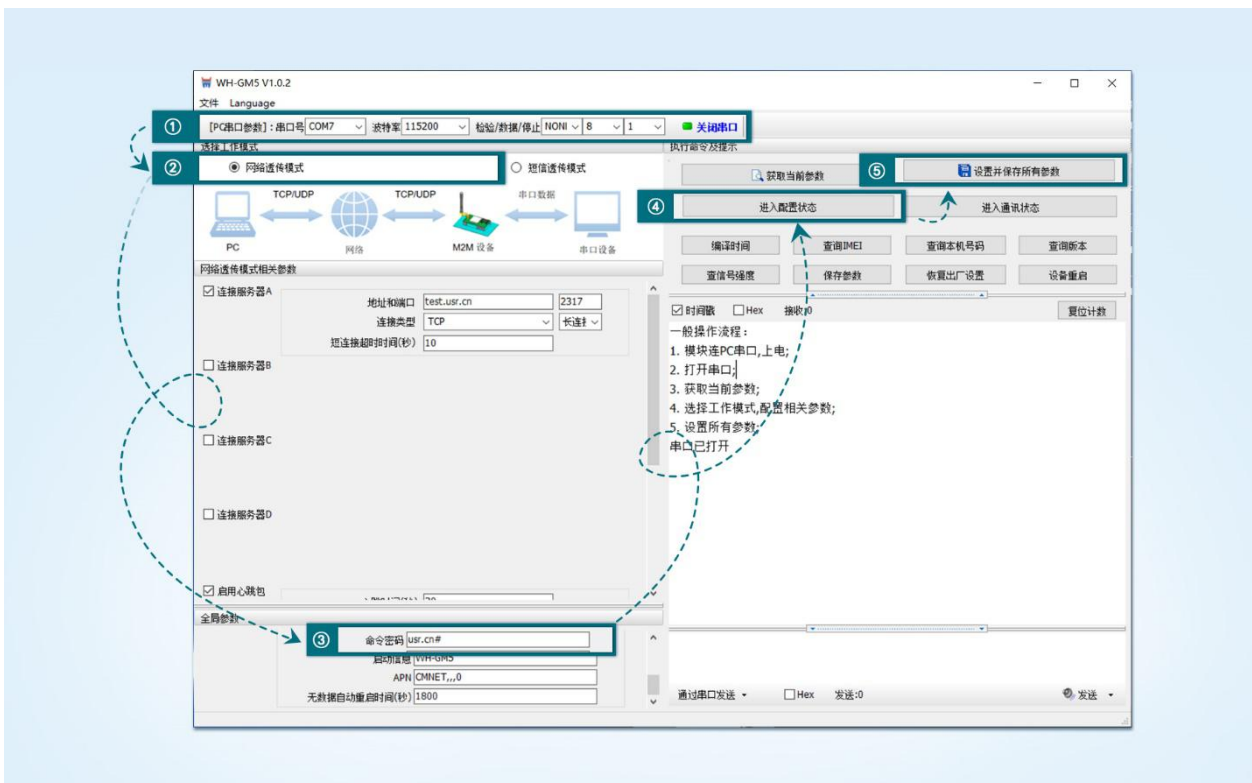 WH-GM5 V1.0.2
文件 Language
① [PC串口参数]：串口号 COM7 波特率 115200 检验/数据/停止 NONI 8 1 关闭串口
选择工作模式
执行命令及提示
② 网络透传模式 短信透传模式
TCP/UDP TCP/UDP 串口数据
PC 网络 M2M 设备 串口设备
获取当前参数 ⑤ 设置并保存所有参数
④ 进入配置状态 进入通讯状态
编译时间 查询IMEI 查询本机号码 查询版本
查信号强度 保存参数 恢复出厂设置 设备重启
网络透传模式相关参数
连接服务器A
地址和端口 test.usr.cn 2317
连接类型 TCP 长连接
短连接超时时间(秒) 10
连接服务器B
连接服务器C
连接服务器D
启用心跳包
全局参数
③ 命令密码 usr.cn#
启动信息 WH-GM5
APN CMNET,,,0
无数据自动重启时间(秒) 1800
时间戳 Hex 接收:0 复位计数
一般操作流程：
1. 模块连PC串口,上电;
2. 打开串口;
3. 获取当前参数;
4. 选择工作模式,配置相关参数;
5. 设置所有参数;
串口已打开
通过串口发送 Hex 发送:0 发送